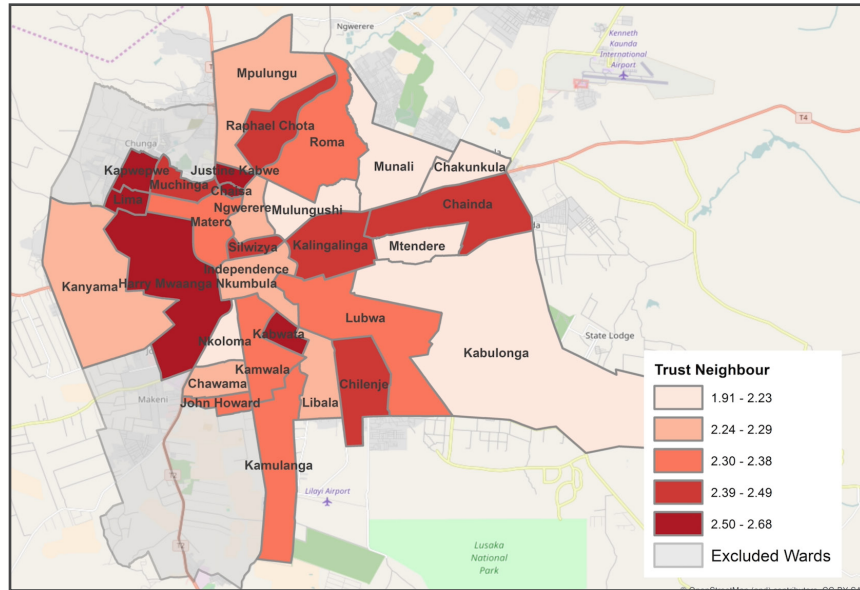 Ngwerere
Kenneth
Kaunda
International
Airport
T4
Mpulungu
Raphael Chota
Roma
Chunga
Munali
Chakunkula
Kapwepwe
Justine Kabwe
Muchinga
Chaisa
Lima
Ngwerere
Mulungushi
Chainda
Matero
Silwizya
Kalingalinga
Mtendere
Independence
Kanyama
Harry Mwaanga Nkumbula
Lubwa
Kabwata
Nkoloma
State Lodge
Kabulonga
Kamwala
Chawama
Chilenje
Makeni
John Howard
Libala
Kamulanga
Lilayi Airport
T2
Lusaka
National
Park
Trust Neighbour
1.91 - 2.23
2.24 - 2.29
2.30 - 2.38
2.39 - 2.49
2.50 - 2.68
Excluded Wards